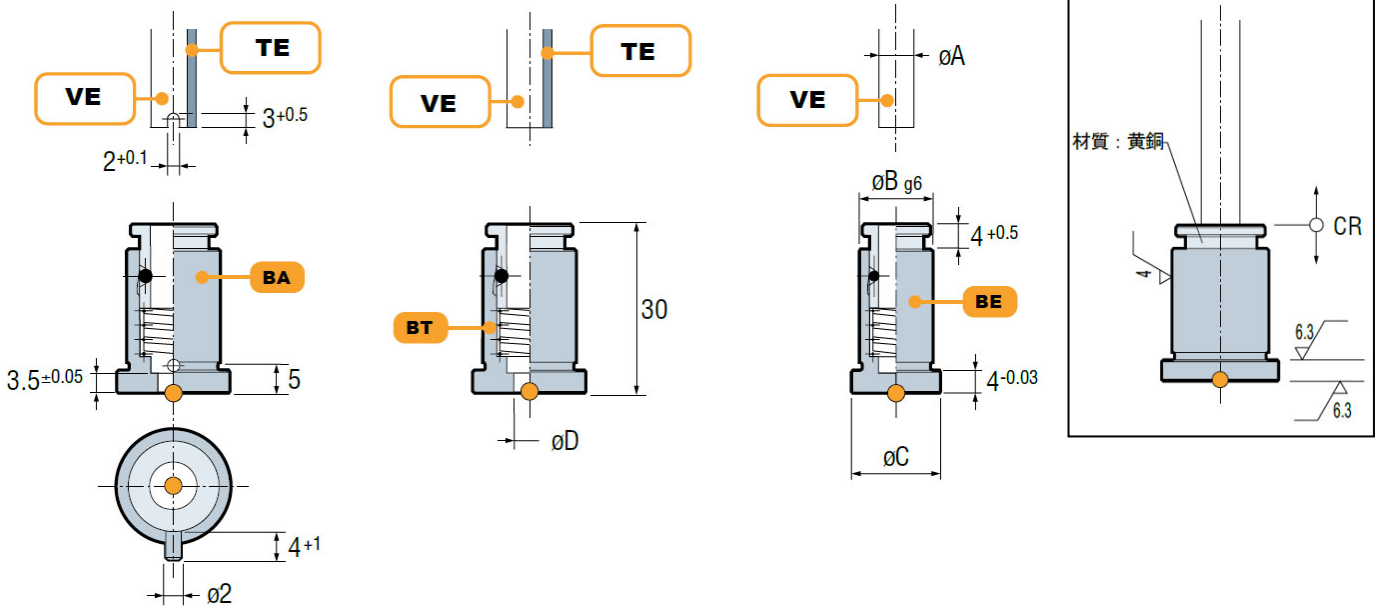 TE
VE
3+0.5
2+0.1
TE
VE
øA
VE
材質：黄銅
CR
4
6.3
6.3
BA
3.5±0.05
5
BT
30
øD
øB g6
4+0.5
BE
4-0.03
øC
4+1
ø2